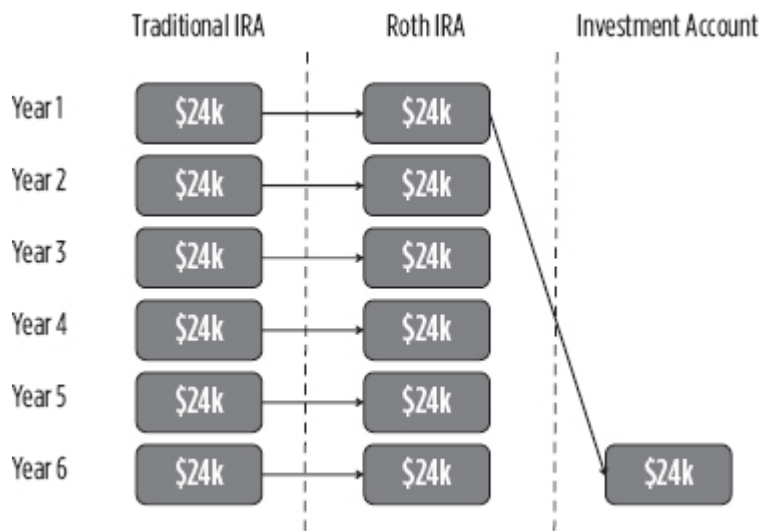 Traditional IRA Roth IRA Investment Account
Year 1 $24k $24k
Year 2 $24k $24k
Year 3 $24k $24k
Year 4 $24k $24k
Year 5 $24k $24k
Year 6 $24k $24k $24k